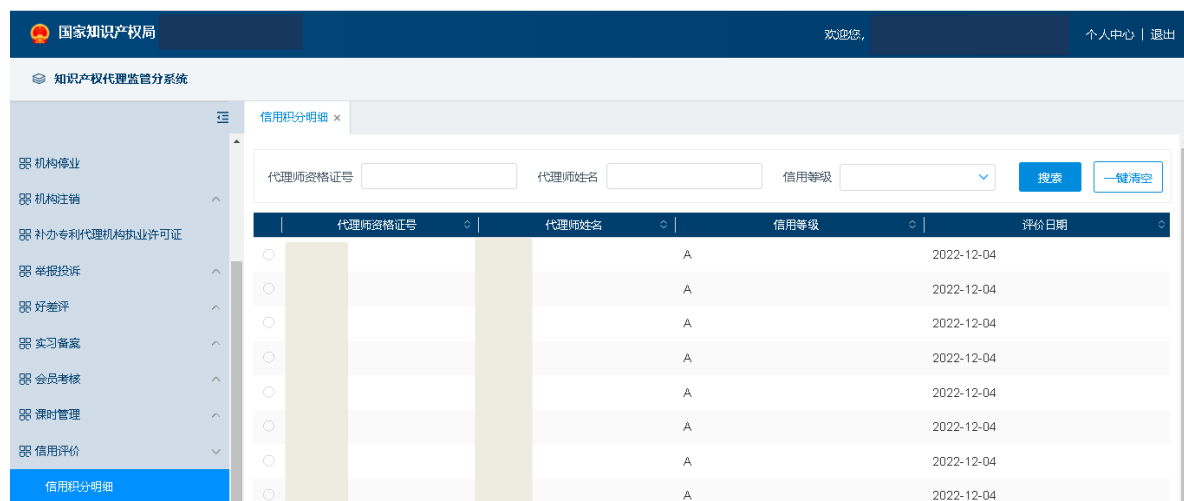 国家知识产权局 欢迎您, 个人中心 | 退出
知识产权代理监管分系统
信用积分明细 ×
机构停业
机构注销
补办专利代理机构执业许可证
举报投诉
好差评
实习备案
会员考核
课时管理
信用评价
信用积分明细
代理师资格证号 代理师姓名 信用等级 搜索 一键清空
代理师资格证号 代理师姓名 信用等级 评价日期
A 2022-12-04
A 2022-12-04
A 2022-12-04
A 2022-12-04
A 2022-12-04
A 2022-12-04
A 2022-12-04
A 2022-12-04